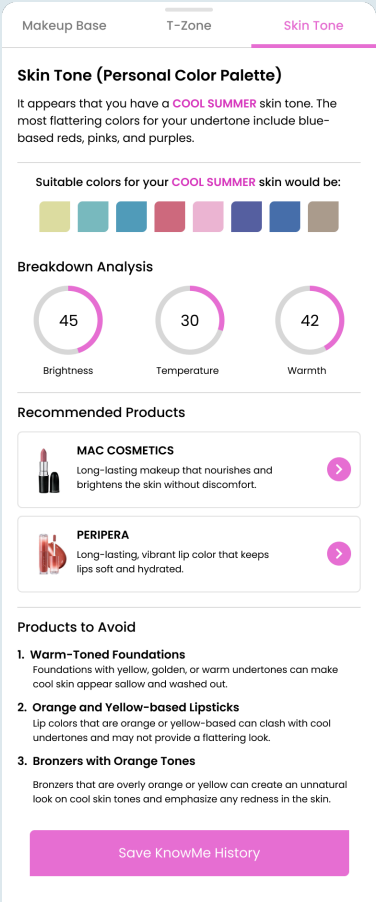 Makeup Base
T-Zone
Skin Tone
Skin Tone (Personal Color Palette)
It appears that you have a COOL SUMMER skin tone. The
most flattering colors for your undertone include blue-
based reds, pinks, and purples.
Suitable colors for your COOL SUMMER skin would be:
Breakdown Analysis
45
30
42
Brightness
Temperature
Warmth
Recommended Products
MAC COSMETICS
Long-lasting makeup that nourishes and
brightens the skin without discomfort.
PERIPERA
Long-lasting, vibrant lip color that keeps
lips soft and hydrated.
Products to Avoid
1. Warm-Toned Foundations
Foundations with yellow, golden, or warm undertones can make
cool skin appear sallow and washed out.
2. Orange and Yellow-based Lipsticks
Lip colors that are orange or yellow-based can clash with cool
undertones and may not provide a flattering look.
3. Bronzers with Orange Tones
Bronzers that are overly orange or yellow can create an unnatural
look on cool skin tones and emphasize any redness in the skin.
Save KnowMe History